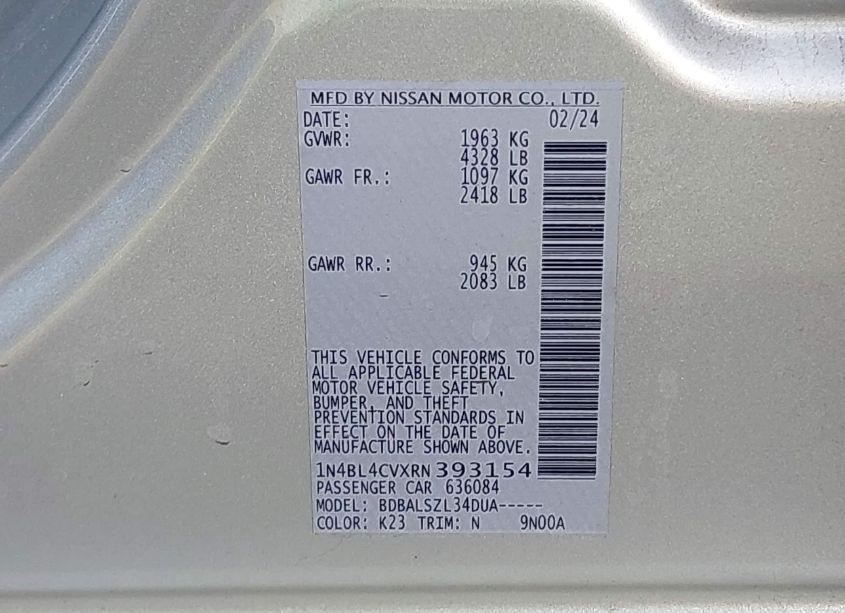 MFD BY NISSAN MOTOR CO., LTD.
DATE: 02/24
GVWR: 1963 KG
4328 LB
GAWR FR.: 1097 KG
2418 LB
GAWR RR.: 945 KG
2083 LB
THIS VEHICLE CONFORMS TO
ALL APPLICABLE FEDERAL
MOTOR VEHICLE SAFETY,
BUMPER, AND THEFT
PREVENTION STANDARDS IN
EFFECT ON THE DATE OF
MANUFACTURE SHOWN ABOVE.
1N4BL4CVXRN393154
PASSENGER CAR 636084
MODEL: BDBALSZL34DUA-----
COLOR: K23 TRIM: N 9N00A